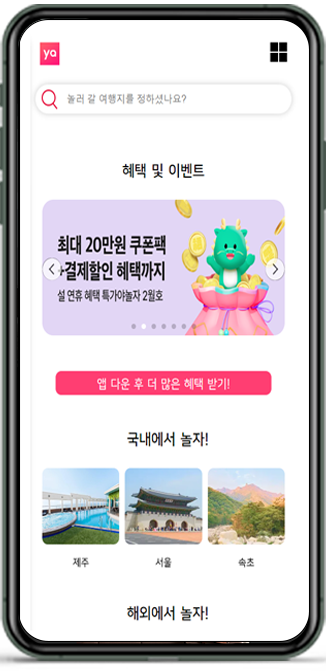 ya
놀러 갈 여행지를 정하셨나요?
혜택 및 이벤트
최대 20만원 쿠폰팩
+결제할인 혜택까지
설 연휴 혜택 특가야놀자 2월호
앱 다운 후 더 많은 혜택 받기!
국내에서 놀자!
제주
서울
속초
해외에서 놀자!